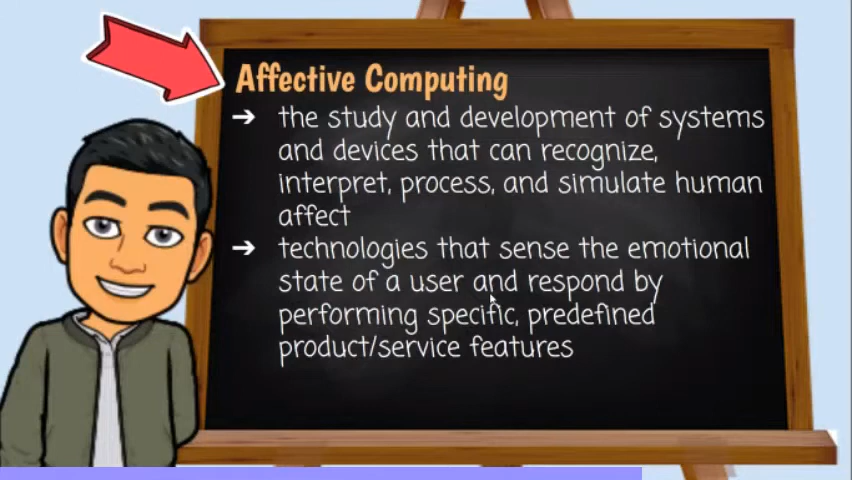 Affective Computing
➔ the study and development of systems
and devices that can recognize,
interpret, process, and simulate human
affect
➔ technologies that sense the emotional
state of a user and respond by
performing specific, predefined
product/service features